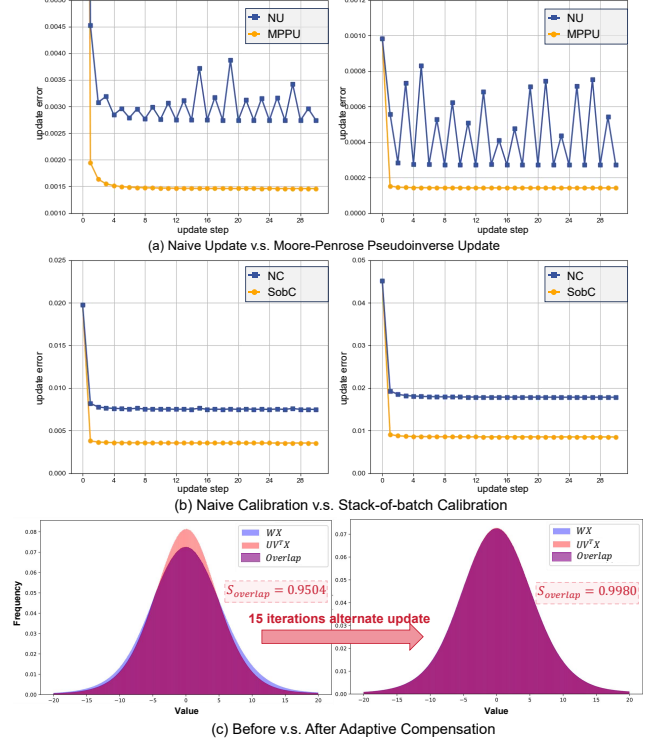 0.0050
0.0045
0.0040
0.0035
0.0030
0.0025
0.0020
0.0015
0.0010
update error
NU
MPPU
0 4 8 12 16 20 24 28
update step
0.0012
0.0010
0.0008
0.0006
0.0004
0.0002
0.0000
update error
NU
MPPU
0 4 8 12 16 20 24 28
update step
(a) Naive Update v.s. Moore-Penrose Pseudoinverse Update
0.025
0.020
0.015
0.010
0.005
0.000
update error
NC
SobC
0 4 8 12 16 20 24 28
update step
0.05
0.04
0.03
0.02
0.01
0.00
update error
NC
SobC
0 4 8 12 16 20 24 28
update step
(b) Naive Calibration v.s. Stack-of-batch Calibration
0.08
0.07
0.06
0.05
0.04
0.03
0.02
0.01
0.00
Frequency
WX
UVᵀX
Overlap
S_overlap = 0.9504
−20 −15 −10 −5 0 5 10 15 20
Value
15 iterations alternate update
0.07
0.06
0.05
0.04
0.03
0.02
0.01
0.00
WX
UVᵀX
Overlap
S_overlap = 0.9980
−20 −15 −10 −5 0 5 10 15 20
Value
(c) Before v.s. After Adaptive Compensation